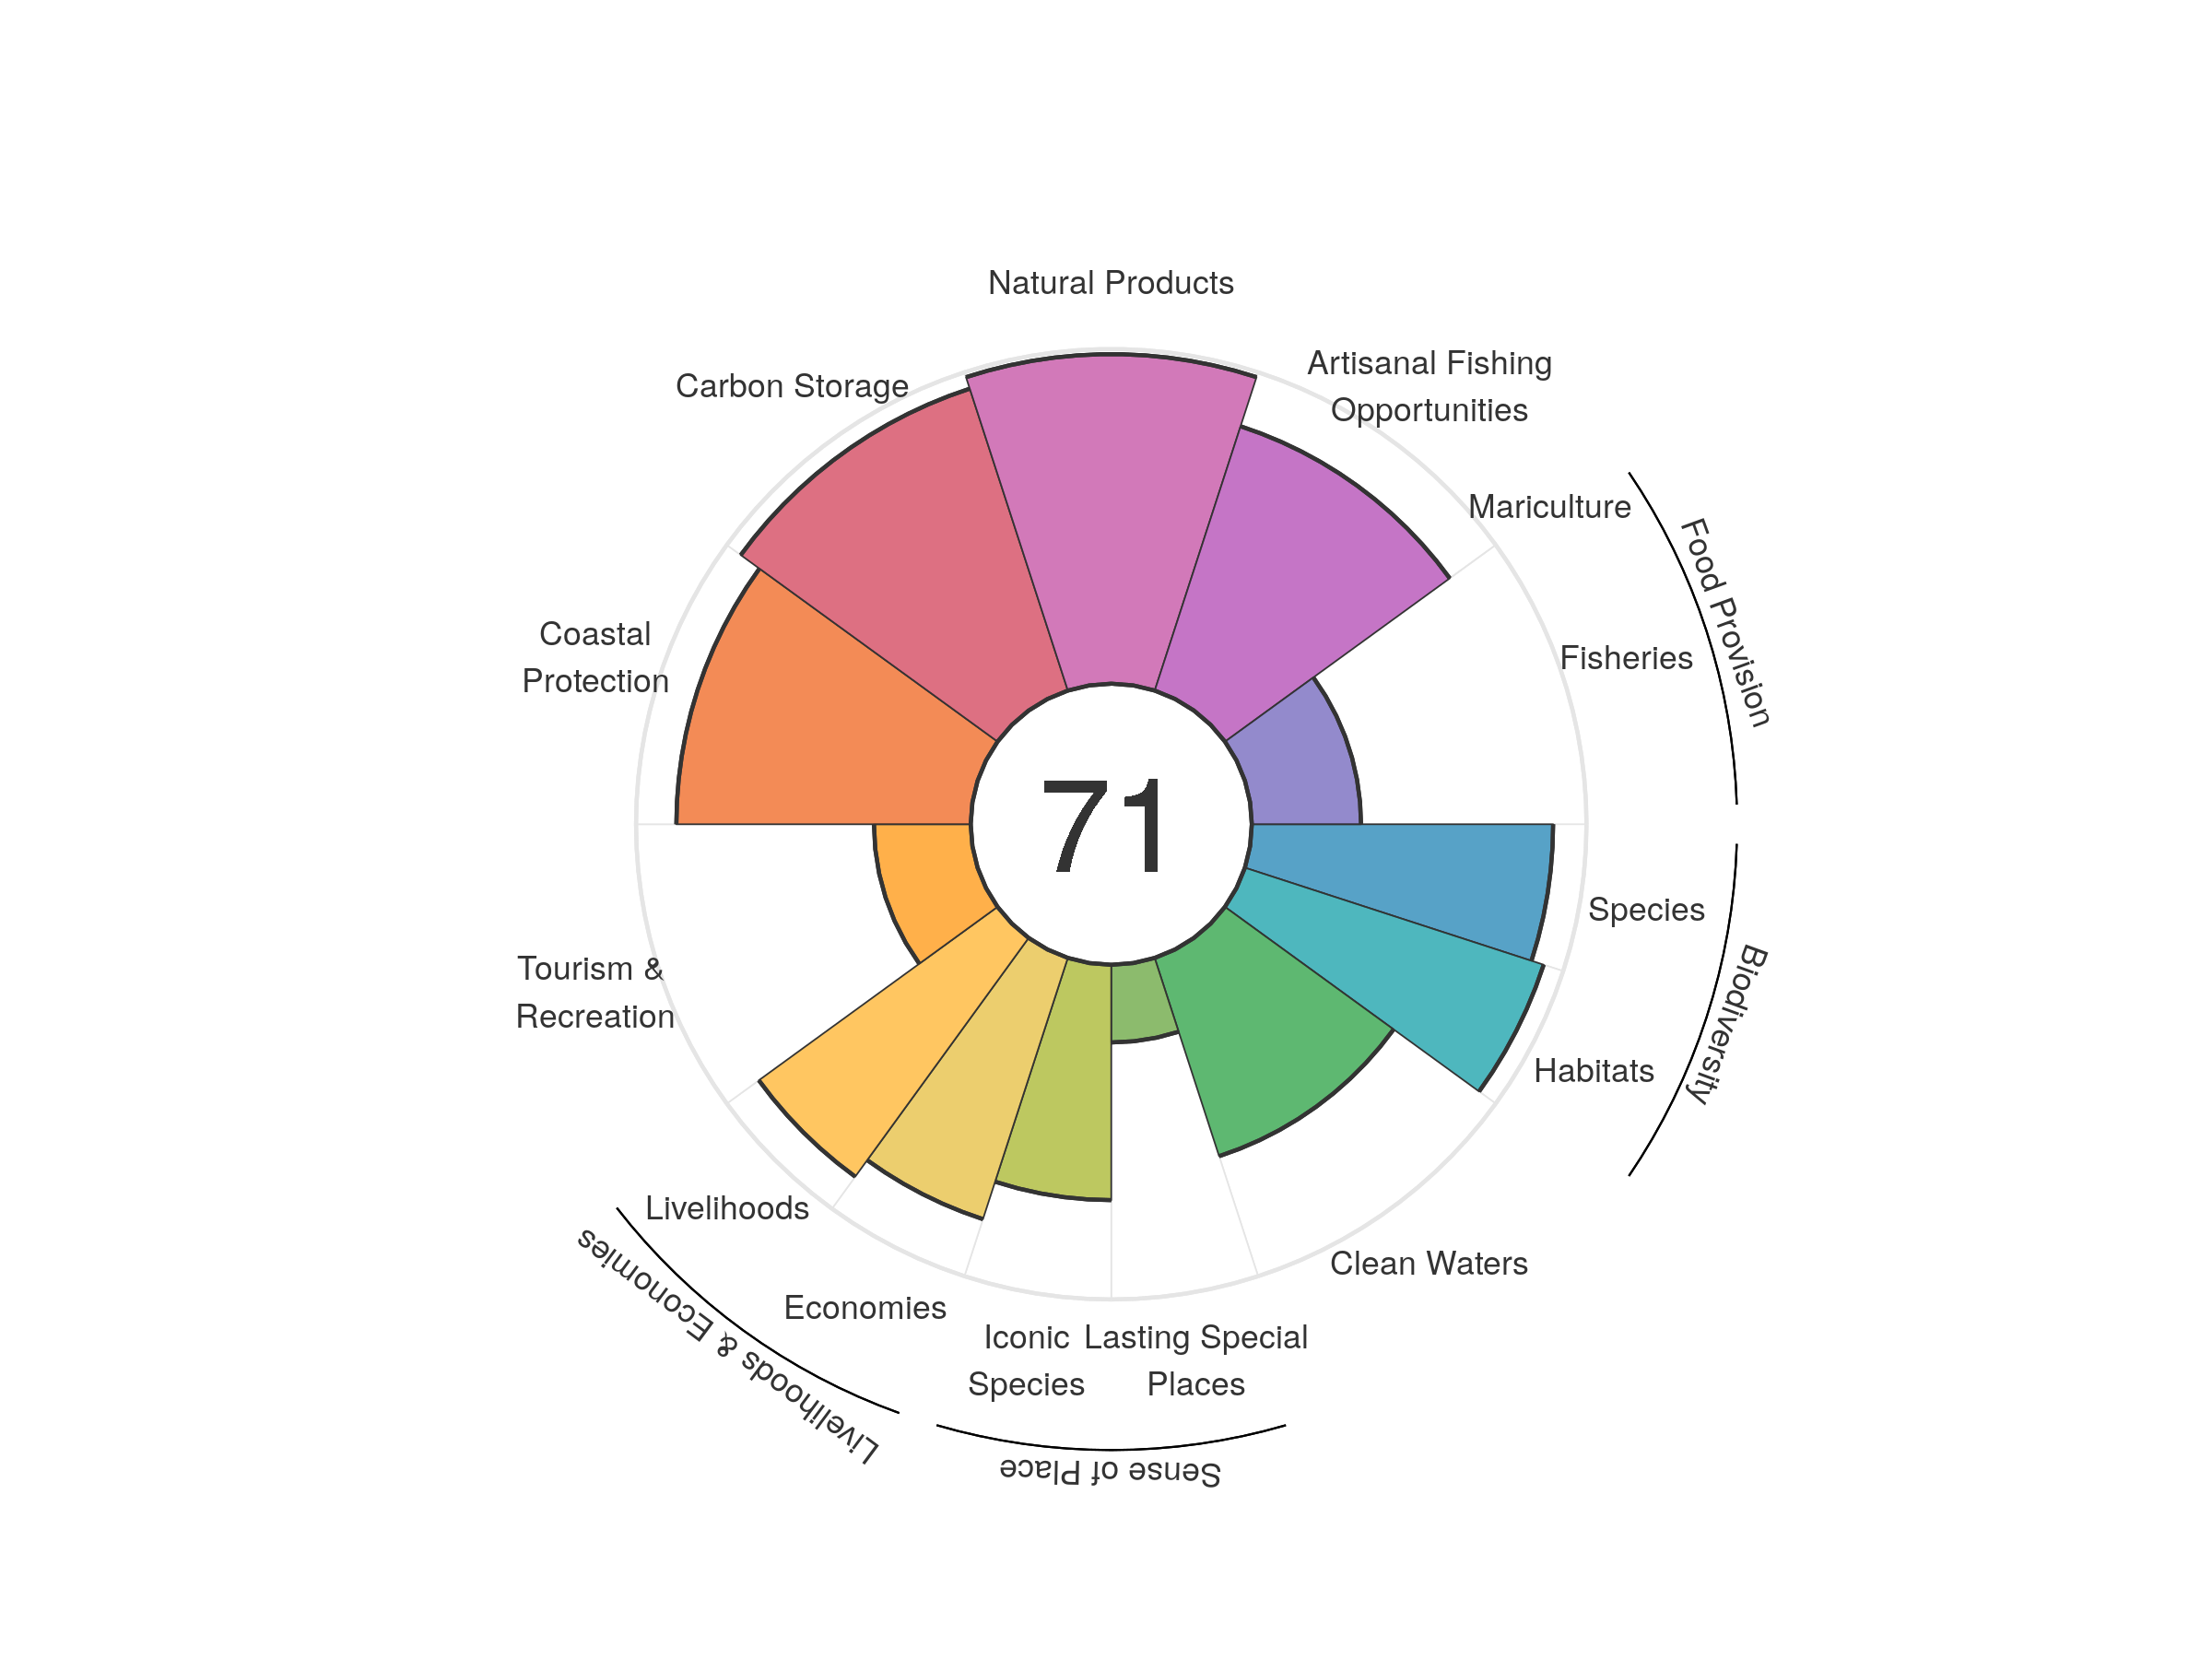 Natural Products
Artisanal Fishing
Opportunities
Carbon Storage
Mariculture
Food Provision
Fisheries
Coastal
Protection
71
Species
Biodiversity
Habitats
Tourism &
Recreation
Livelihoods
Livelihoods & Economies
Economies
Clean Waters
Iconic
Species
Lasting Special
Places
Sense of Place